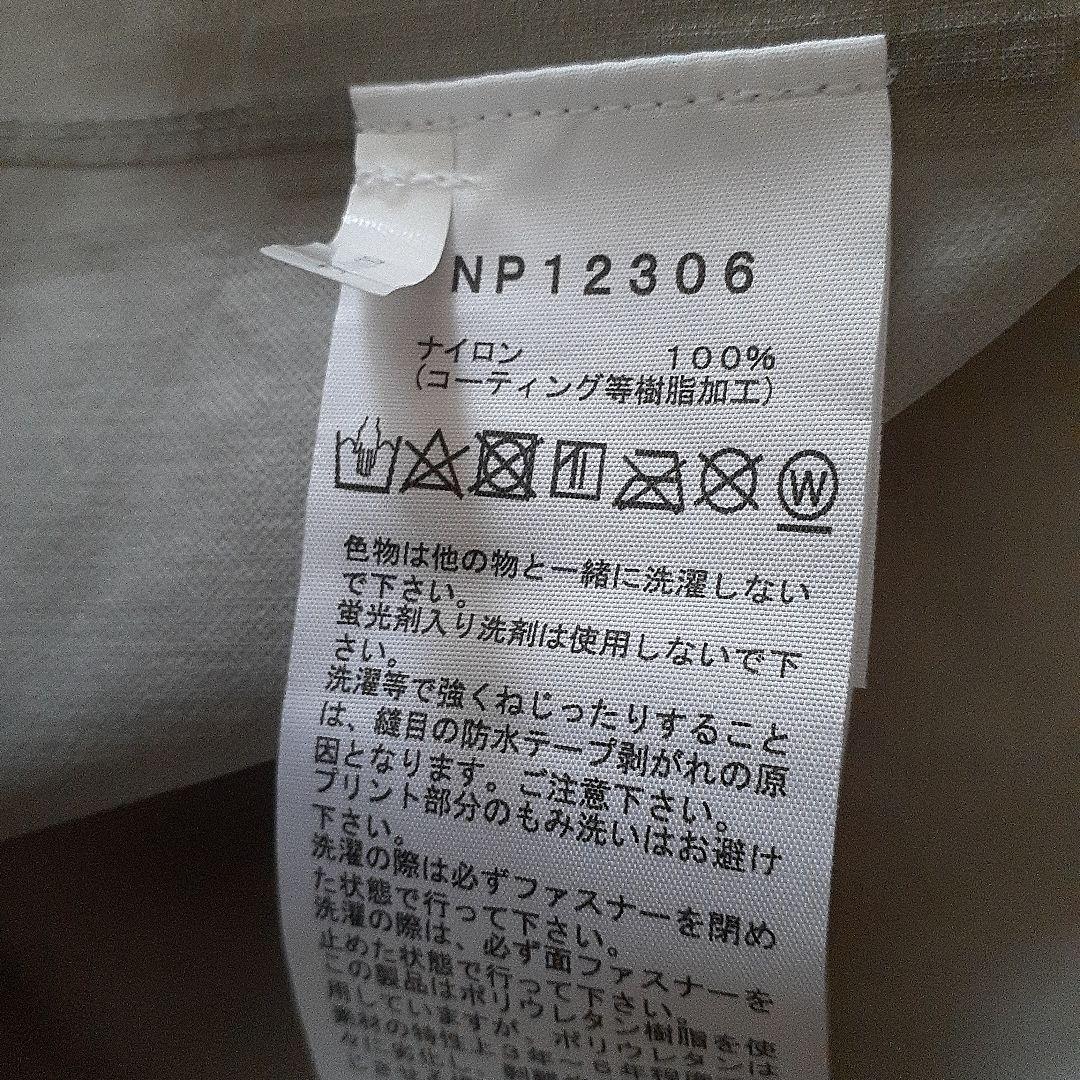 NP12306
ナイロン 100%
(コーティング等樹脂加工)
W
色物は他の物と一緒に洗濯しない
で下さい。
蛍光剤入り洗剤は使用しないで下
さい。
洗濯等で強くねじったりすること
は、縫目の防水テープ剥がれの原
因となります。ご注意下さい。
プリント部分のもみ洗いはお避け
下さい。
洗濯の際は必ずファスナーを閉め
た状態で行って下さい。
洗濯の際は、必ず面ファスナーを
止めた状態で行って下さい。
この製品はポリウレタン樹脂を使
用していますが、ポリウレタンは
素材の特性上3年~